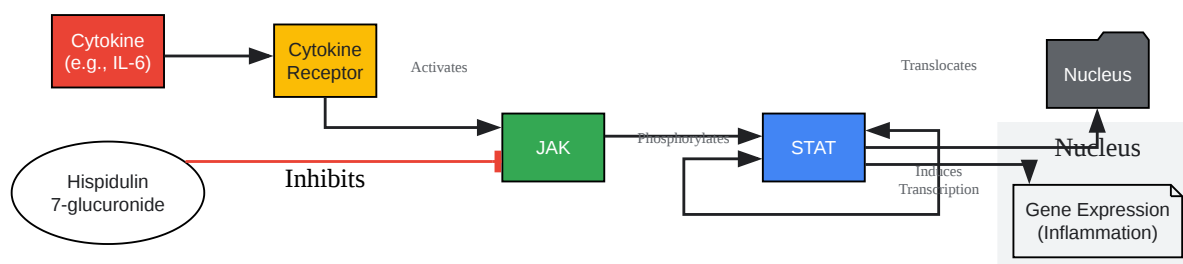 Cytokine
(e.g., IL-6)
Cytokine
Receptor
Activates
Translocates
Nucleus
JAK
Phosphorylates
STAT
Nucleus
Hispidulin
7-glucuronide
Inhibits
Induces
Transcription
Gene Expression
(Inflammation)